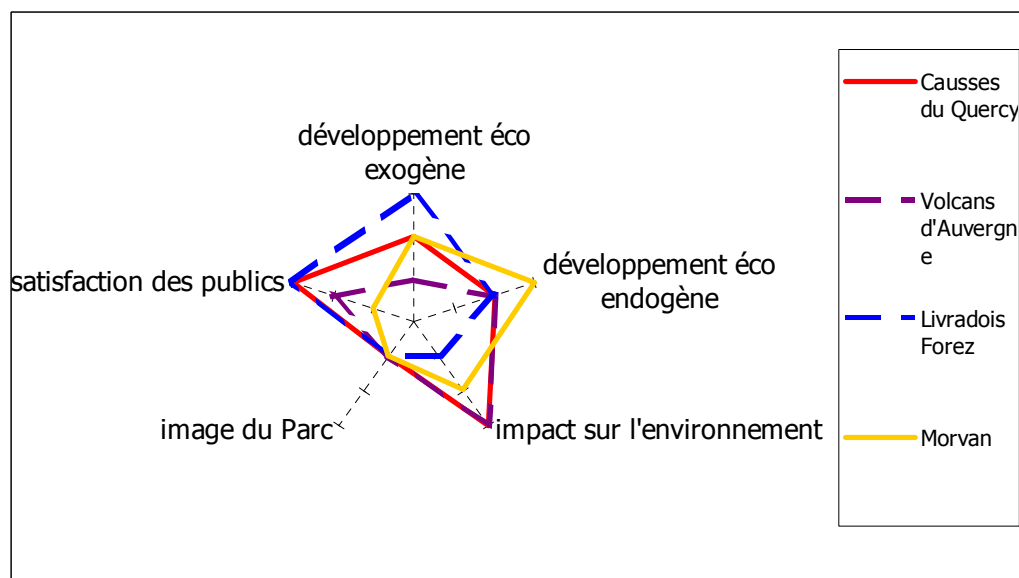 développement éco
exogène
développement éco
endogène
satisfaction des publics
image du Parc
impact sur l'environnement
Causses
du Quercy
Volcans
d'Auvergn
e
Livradois
Forez
Morvan